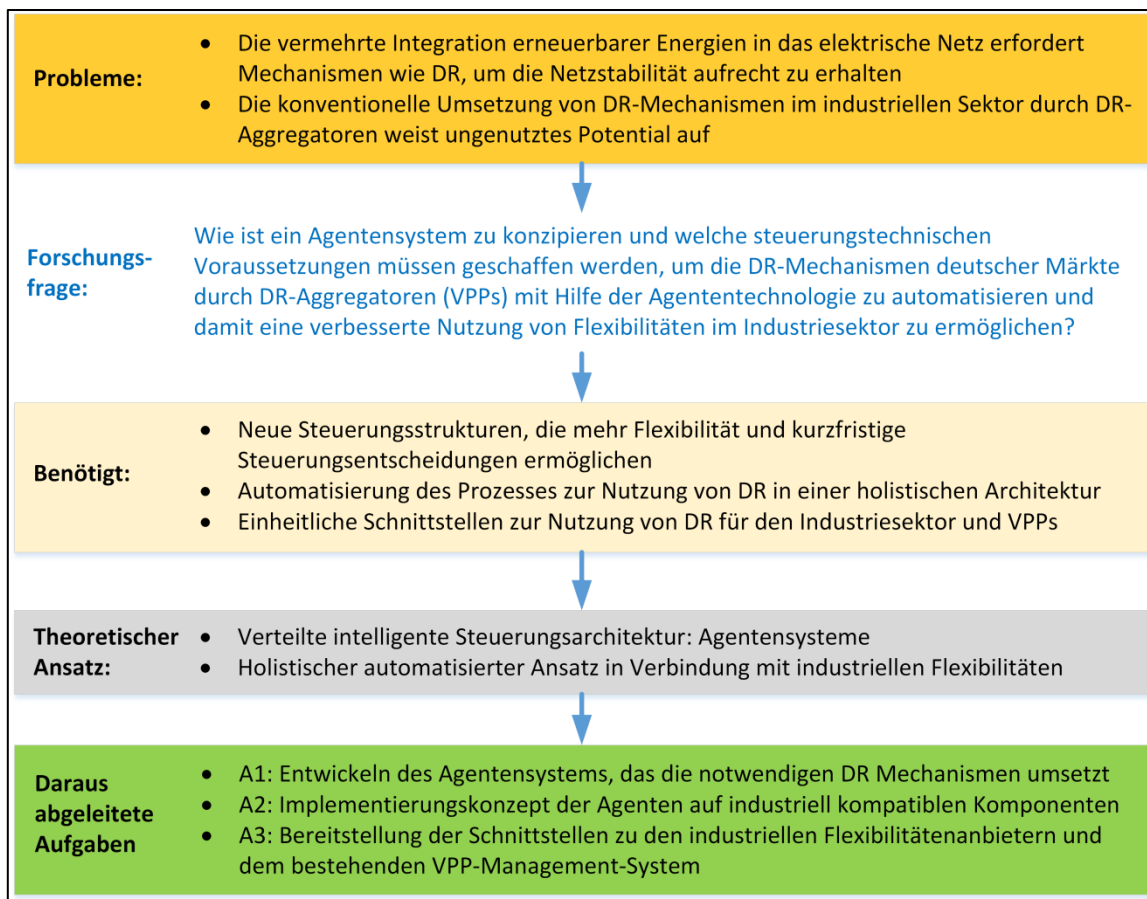 Probleme:
• Die vermehrte Integration erneuerbarer Energien in das elektrische Netz erfordert
Mechanismen wie DR, um die Netzstabilität aufrecht zu erhalten
• Die konventionelle Umsetzung von DR-Mechanismen im industriellen Sektor durch DR-
Aggregatoren weist ungenutztes Potential auf
Forschungs-
frage:
Wie ist ein Agentensystem zu konzipieren und welche steuerungstechnischen
Voraussetzungen müssen geschaffen werden, um die DR-Mechanismen deutscher Märkte
durch DR-Aggregatoren (VPPs) mit Hilfe der Agententechnologie zu automatisieren und
damit eine verbesserte Nutzung von Flexibilitäten im Industriesektor zu ermöglichen?
Benötigt:
• Neue Steuerungsstrukturen, die mehr Flexibilität und kurzfristige
Steuerungsentscheidungen ermöglichen
• Automatisierung des Prozesses zur Nutzung von DR in einer holistischen Architektur
• Einheitliche Schnittstellen zur Nutzung von DR für den Industriesektor und VPPs
Theoretischer
Ansatz:
• Verteilte intelligente Steuerungsarchitektur: Agentensysteme
• Holistischer automatisierter Ansatz in Verbindung mit industriellen Flexibilitäten
Daraus
abgeleitete
Aufgaben
• A1: Entwickeln des Agentensystems, das die notwendigen DR Mechanismen umsetzt
• A2: Implementierungskonzept der Agenten auf industriell kompatiblen Komponenten
• A3: Bereitstellung der Schnittstellen zu den industriellen Flexibilitätenanbietern und
dem bestehenden VPP-Management-System